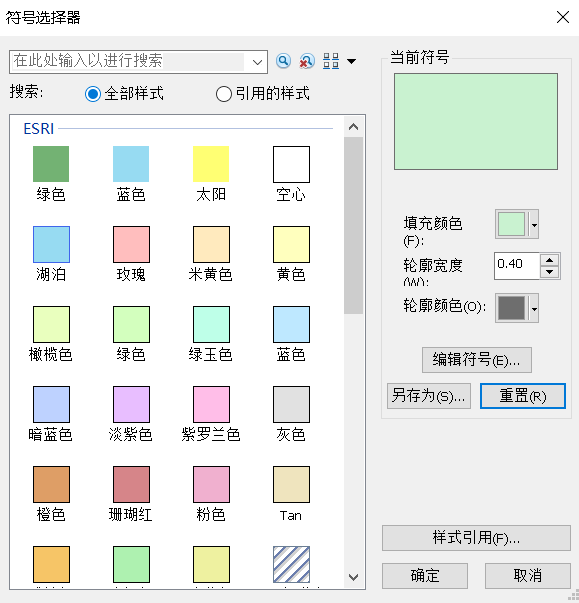 符号选择器
在此处输入以进行搜索
搜索:
全部样式
引用的样式
ESRI
绿色
蓝色
太阳
空心
湖泊
玫瑰
米黄色
黄色
橄榄色
绿色
绿玉色
蓝色
暗蓝色
淡紫色
紫罗兰色
灰色
橙色
珊瑚红
粉色
Tan
当前符号
填充颜色
(F):
轮廓宽度
(W):
0.40
轮廓颜色(O):
编辑符号(E)...
另存为(S)...
重置(R)
样式引用(F)...
确定
取消